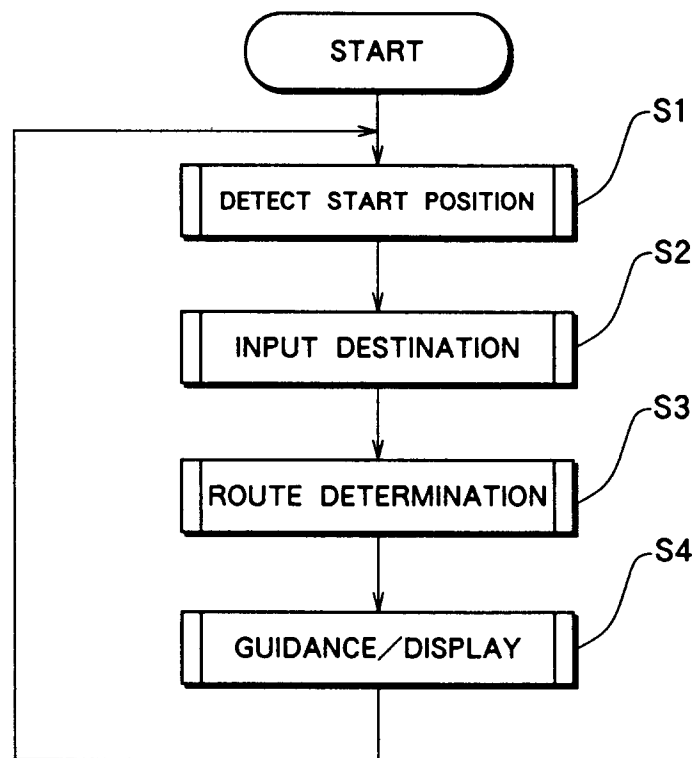 START
S1
DETECT START POSITION
S2
INPUT DESTINATION
S3
ROUTE DETERMINATION
S4
GUIDANCE/DISPLAY